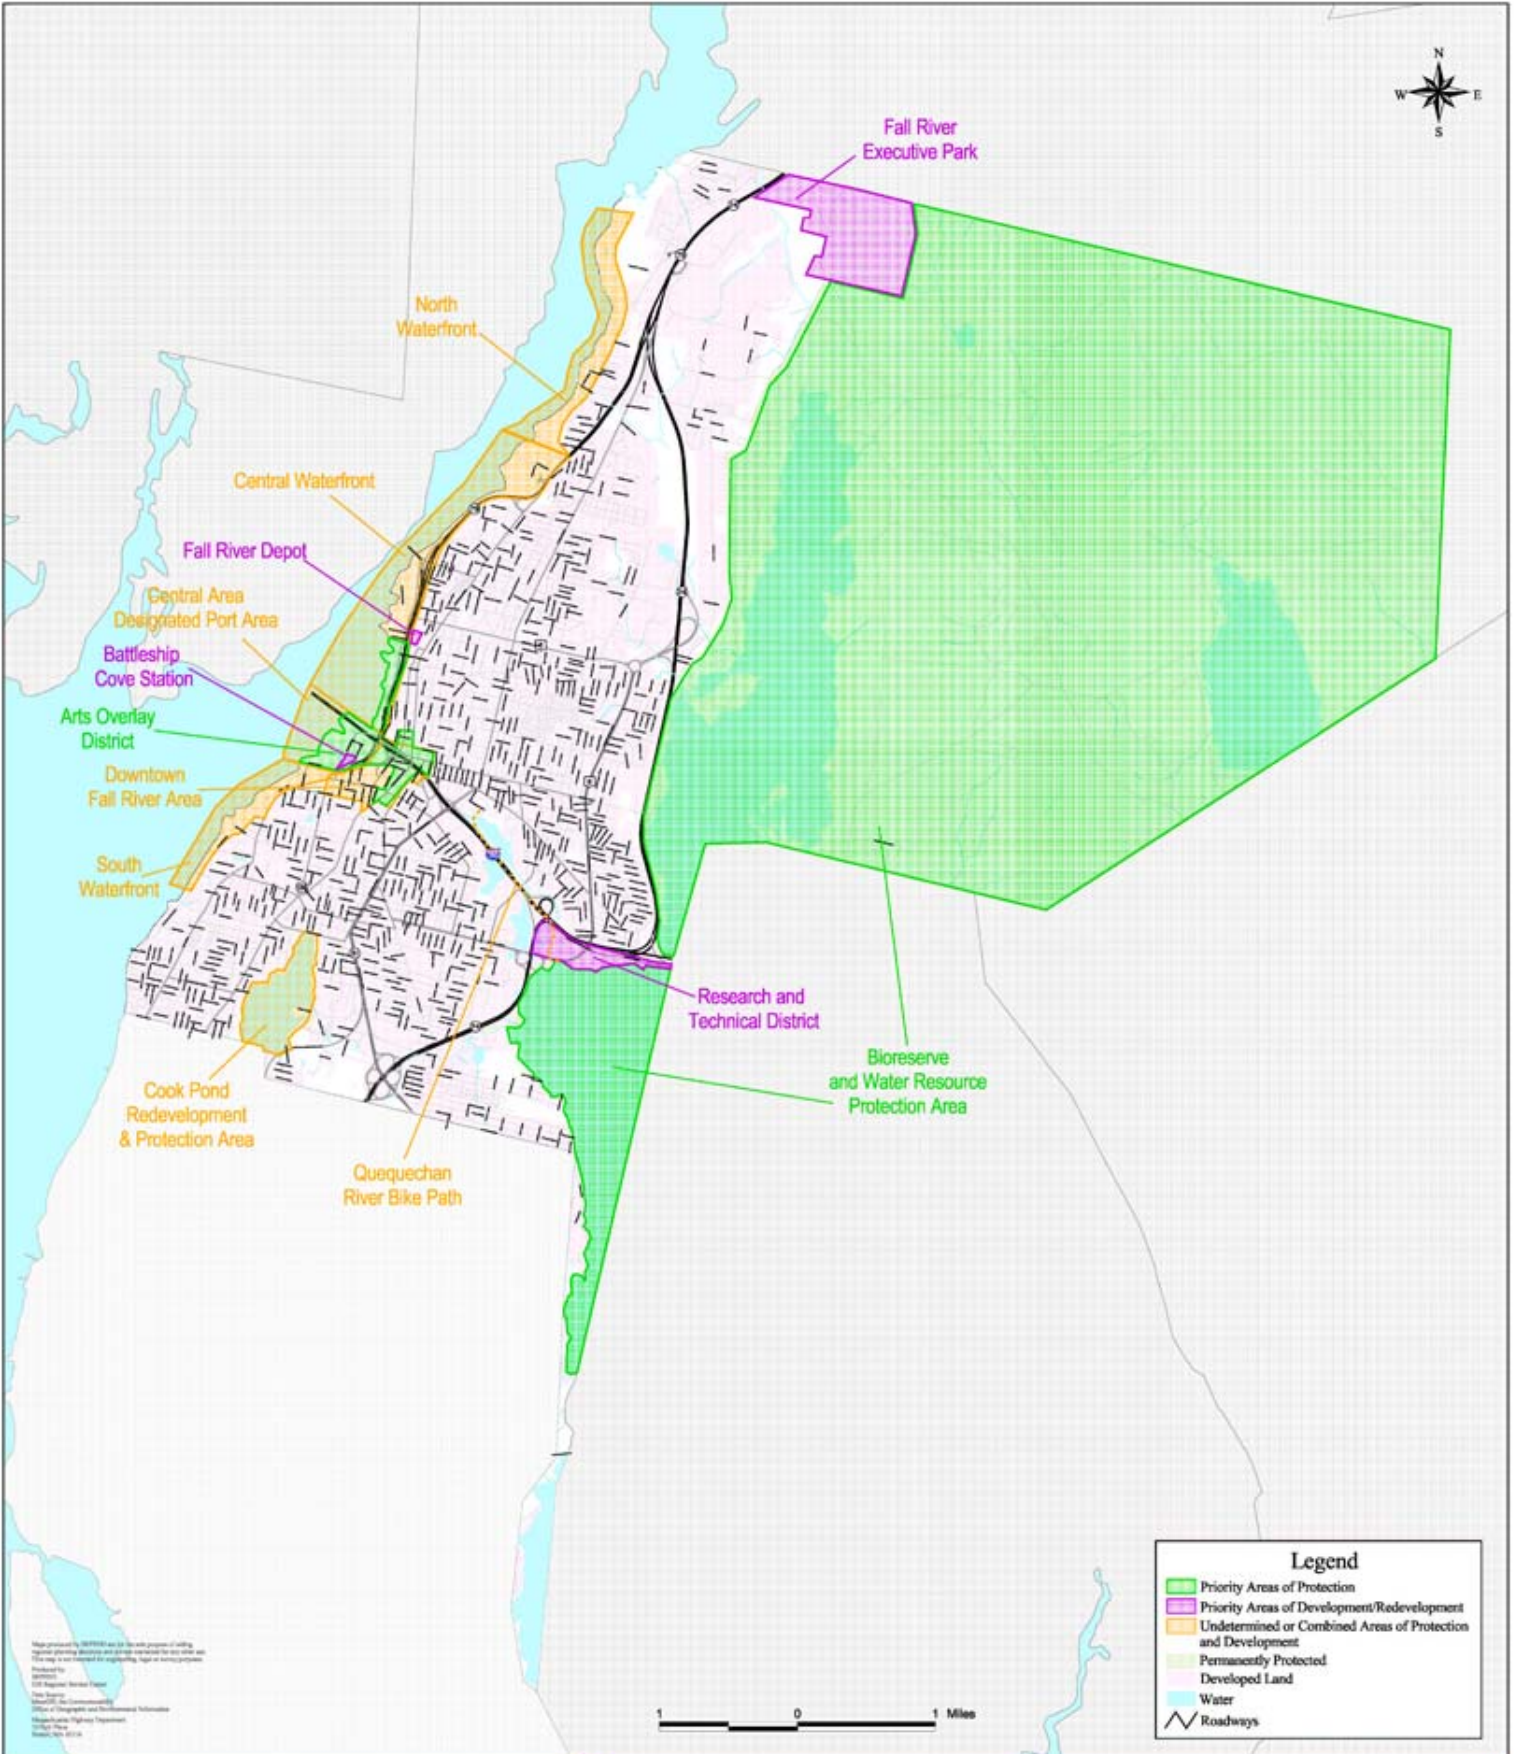 N
W
E
S
Fall River
Executive Park
North
Waterfront
Central Waterfront
Fall River Depot
Central Area
Designated Port Area
Battleship
Cove Station
Arts Overlay
District
Downtown
Fall River Area
South
Waterfront
Research and
Technical District
Bioreserve
and Water Resource
Protection Area
Cook Pond
Redevelopment
& Protection Area
Quequechan
River Bike Path
Legend
Priority Areas of Protection
Priority Areas of Development/Redevelopment
Undetermined or Combined Areas of Protection
and Development
Permanently Protected
Developed Land
Water
Roadways
1 0 1 Miles